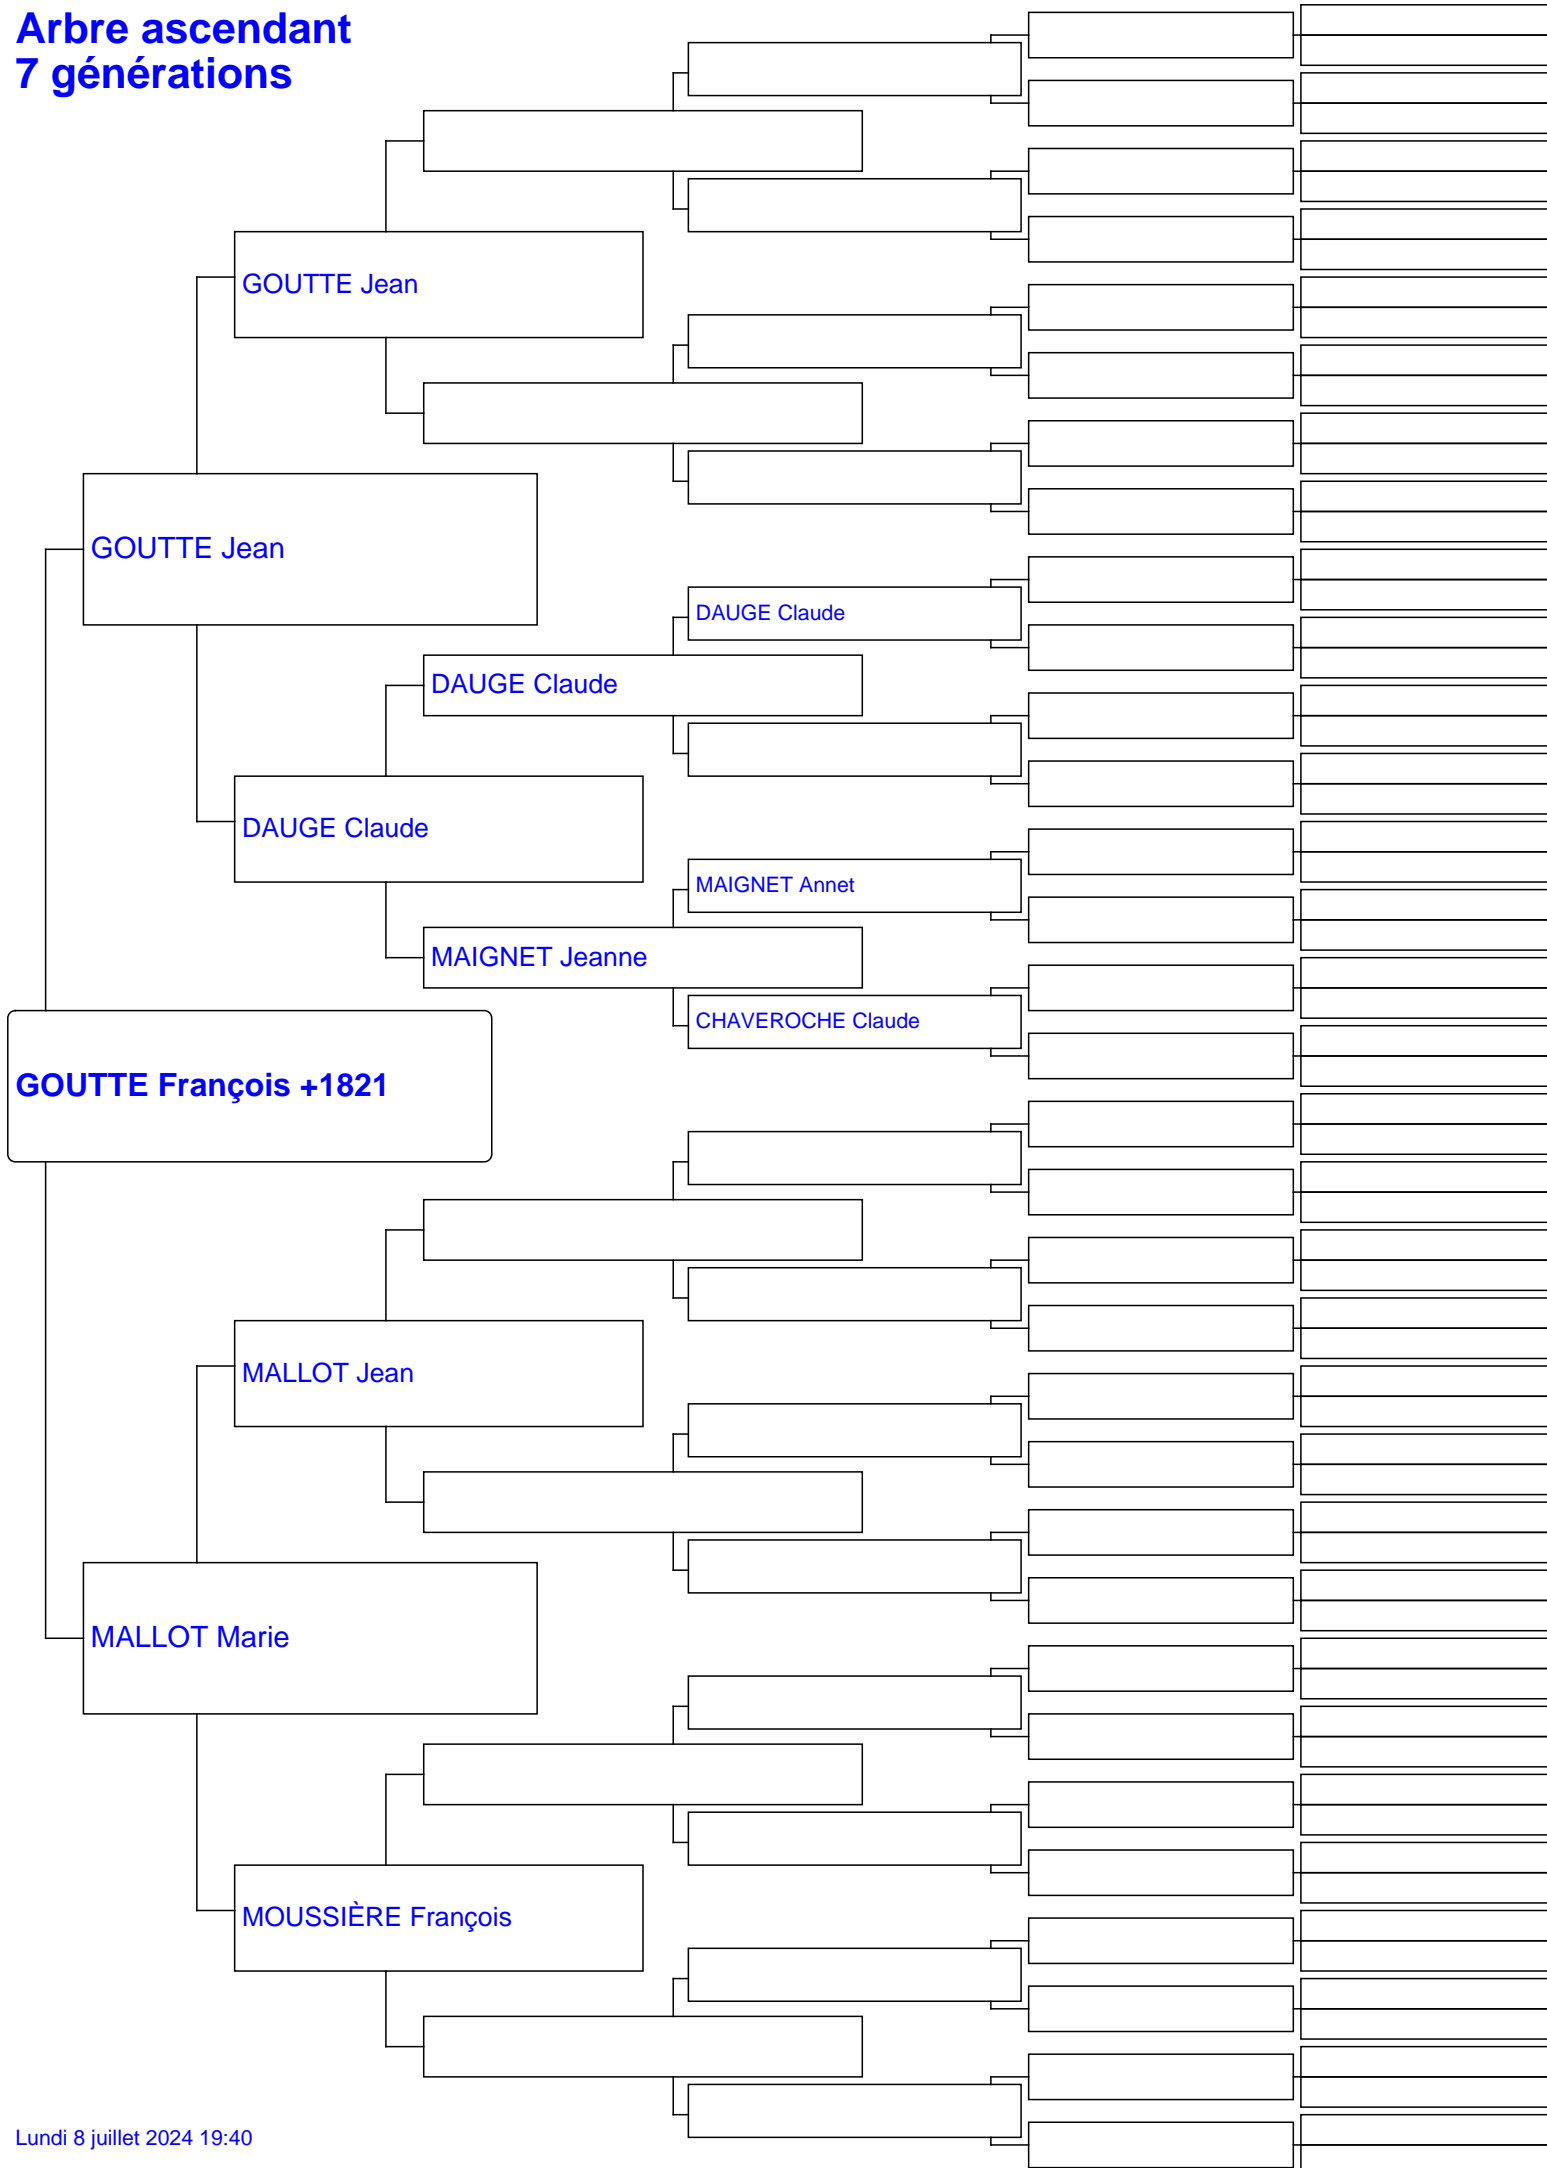 Arbre ascendant
7 générations
GOUTTE Jean
GOUTTE Jean
DAUGE Claude
DAUGE Claude
DAUGE Claude
MAIGNET Annet
MAIGNET Jeanne
CHAVEROCHE Claude
GOUTTE François +1821
MALLOT Jean
MALLOT Marie
MOUSSIÈRE François
Lundi 8 juillet 2024 19:40